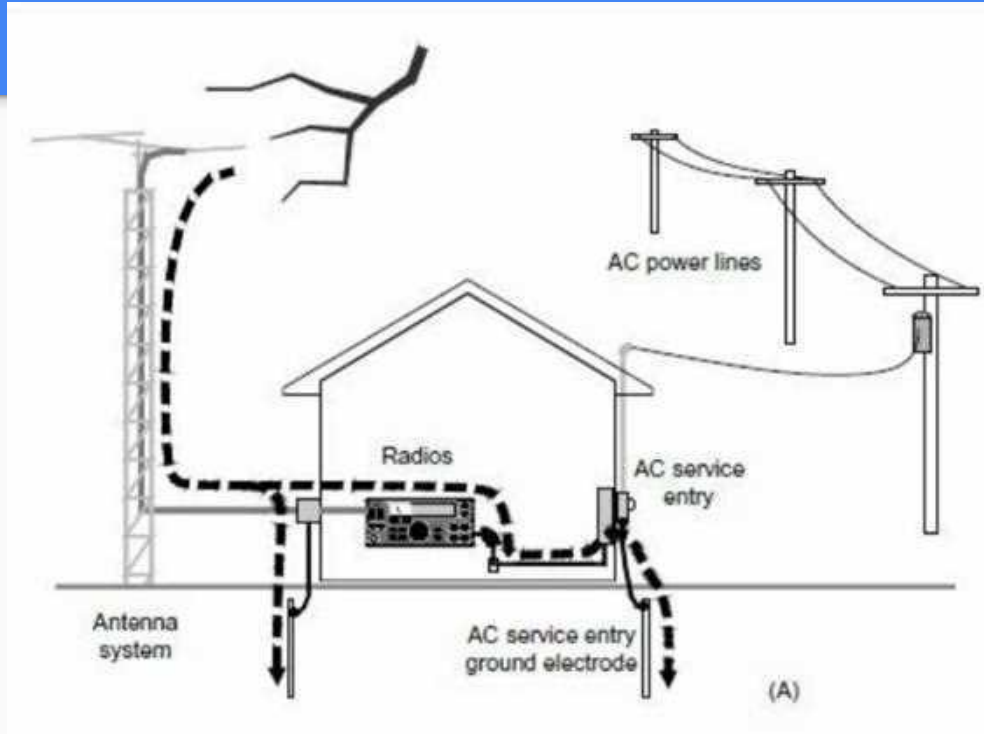 AC power lines
Radios
AC service
entry
Antenna
system
AC service entry
ground electrode
(A)